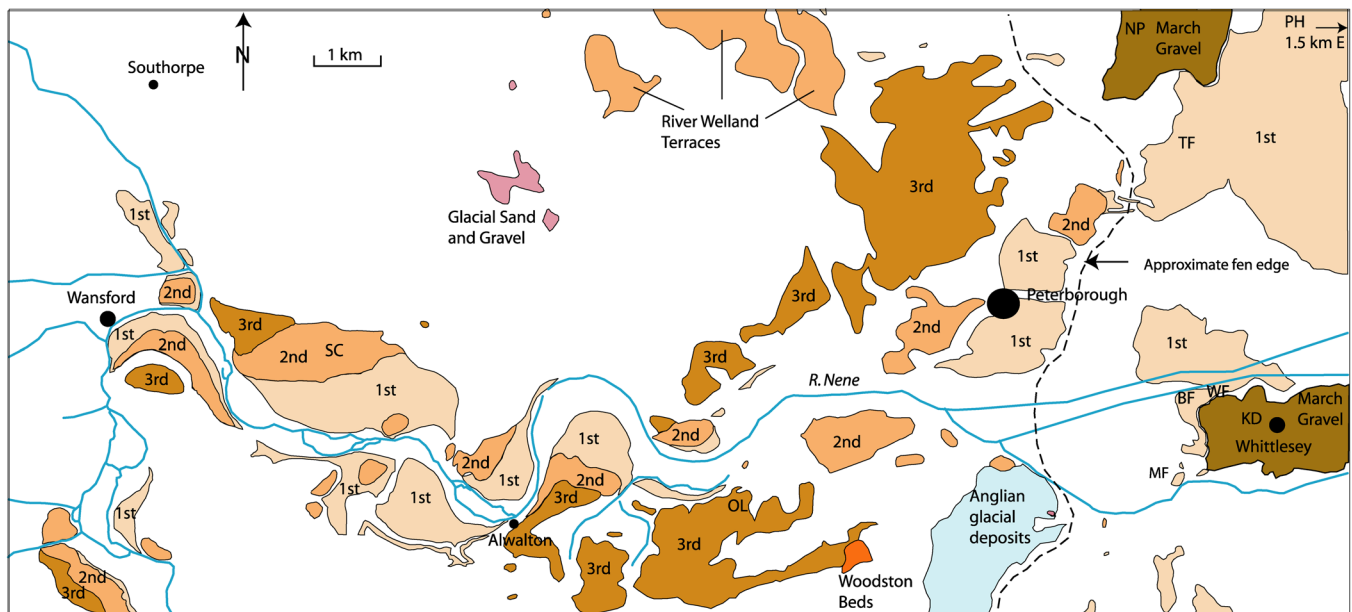 PH
1.5 km E
NP
March
Gravel
N
1 km
Southorpe
River Welland
Terraces
TF
1st
3rd
Glacial Sand
and Gravel
1st
2nd
1st
Approximate fen edge
2nd
Wansford
3rd
Peterborough
3rd
2nd
1st
2nd
SC
2nd
1st
1st
3rd
3rd
R. Nene
1st
WF
BF
March
Gravel
KD
Whittlesey
2nd
1st
2nd
2nd
1st
2nd
1st
1st
3rd
MF
1st
OL
Anglian
glacial
deposits
Alwalton
3rd
3rd
2nd
3rd
Woodston
Beds